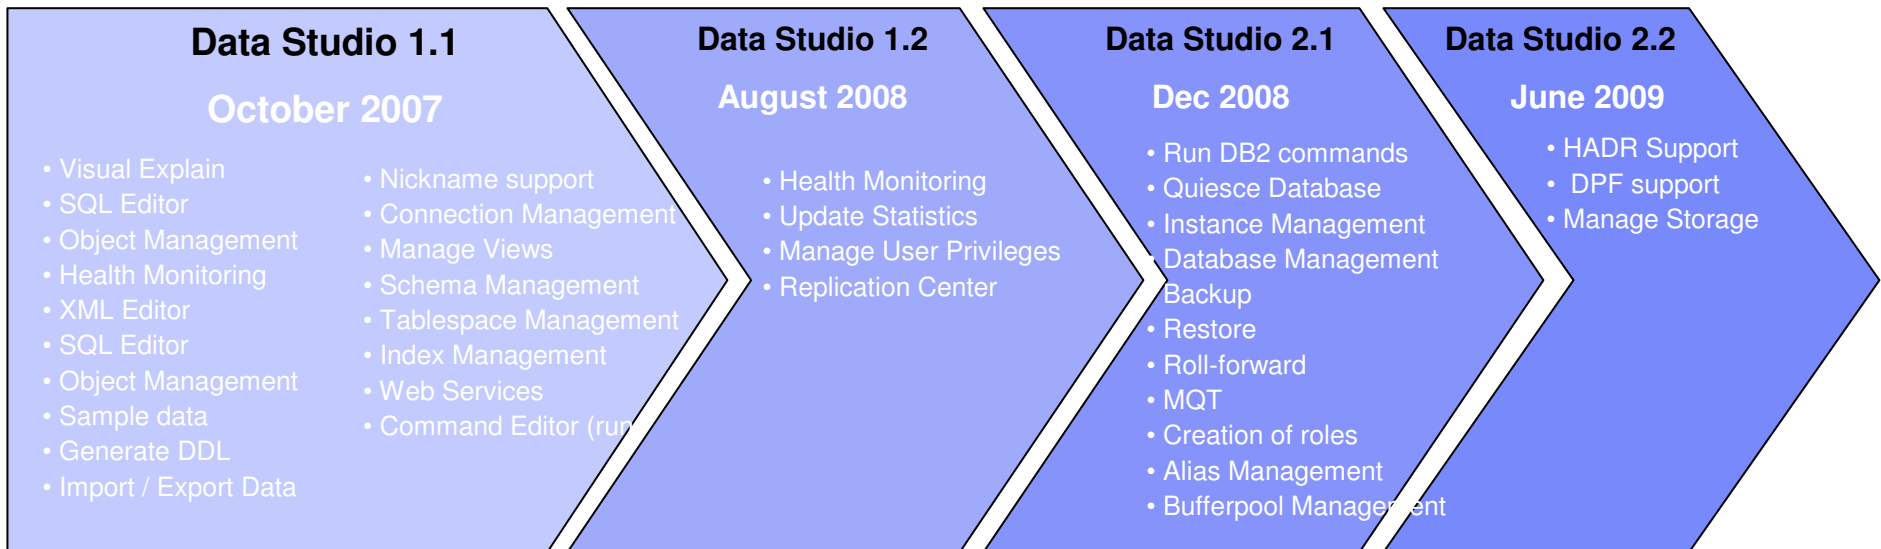 Data Studio 1.1
October 2007
• Visual Explain
• SQL Editor
• Object Management
• Health Monitoring
• XML Editor
• SQL Editor
• Object Management
• Sample data
• Generate DDL
• Import / Export Data
• Nickname support
• Connection Management
• Manage Views
• Schema Management
• Tablespace Management
• Index Management
• Web Services
• Command Editor (run
Data Studio 1.2
August 2008
• Health Monitoring
• Update Statistics
• Manage User Privileges
• Replication Center
Data Studio 2.1
Dec 2008
• Run DB2 commands
• Quiesce Database
• Instance Management
• Database Management
Backup
• Restore
• Roll-forward
• MQT
• Creation of roles
• Alias Management
• Bufferpool Management
Data Studio 2.2
June 2009
• HADR Support
• DPF support
• Manage Storage